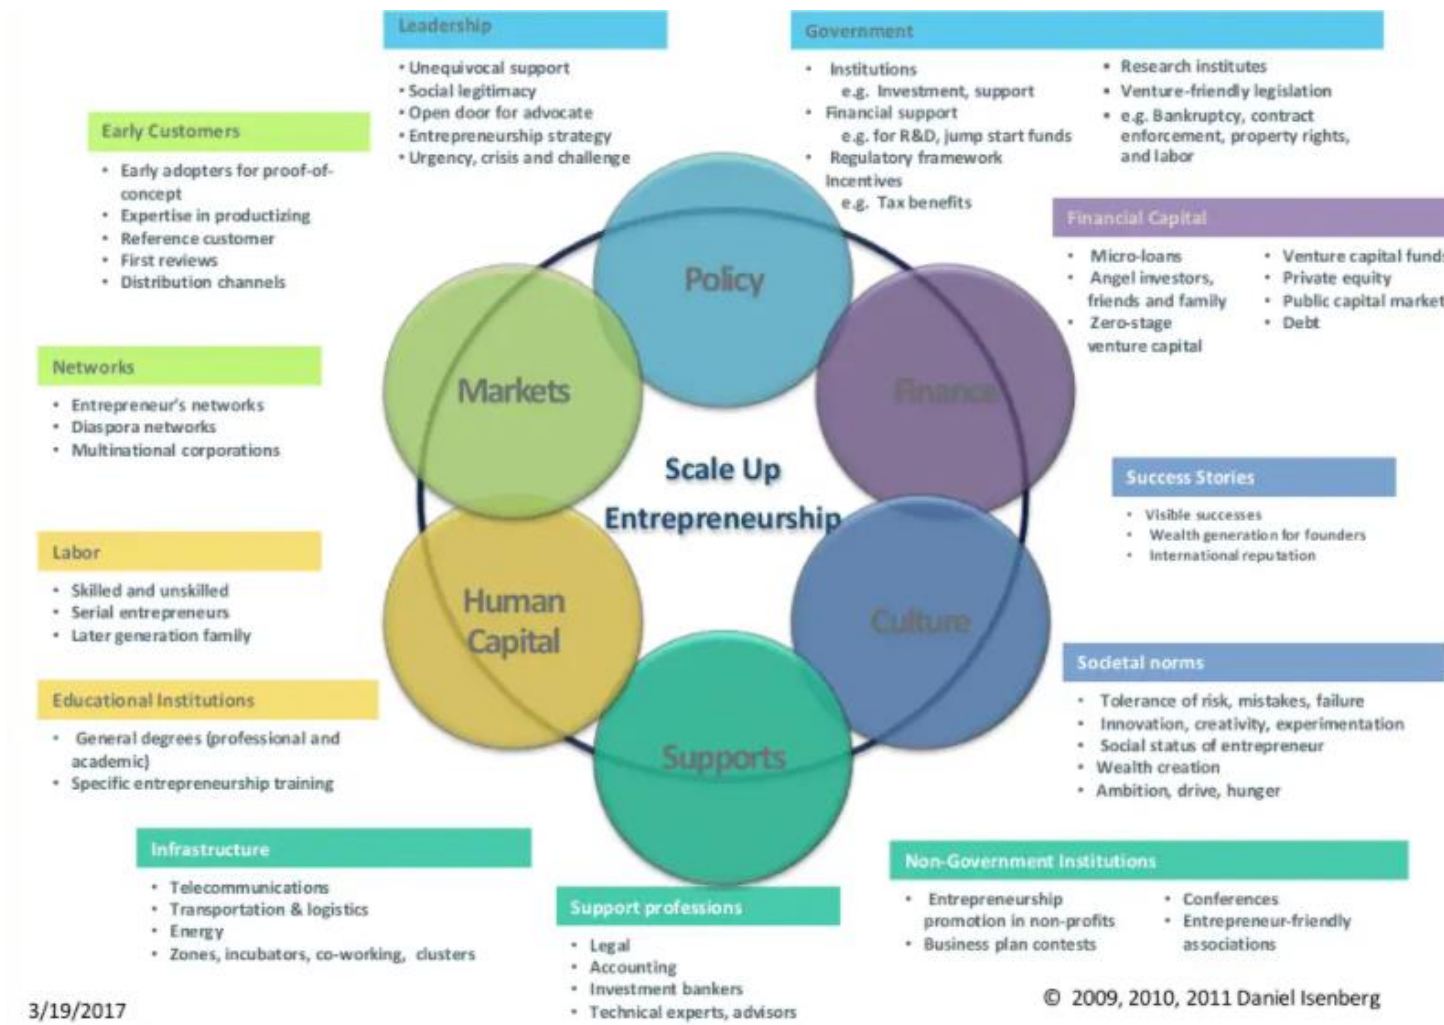 Leadership
• Unequivocal support
• Social legitimacy
• Open door for advocate
• Entrepreneurship strategy
• Urgency, crisis and challenge
Government
• Institutions
e.g. Investment, support
• Financial support
e.g. for R&D, jump start funds
• Regulatory framework
Incentives
e.g. Tax benefits
• Research institutes
• Venture-friendly legislation
• e.g. Bankruptcy, contract
enforcement, property rights,
and labor
Early Customers
• Early adopters for proof-of-
concept
• Expertise in productizing
• Reference customer
• First reviews
• Distribution channels
Financial Capital
• Micro-loans
• Angel investors,
friends and family
• Zero-stage
venture capital
• Venture capital funds
• Private equity
• Public capital market
• Debt
Networks
• Entrepreneur's networks
• Diaspora networks
• Multinational corporations
Policy
Markets
Finance
Scale Up
Entrepreneurship
Human
Capital
Culture
Supports
Success Stories
• Visible successes
• Wealth generation for founders
• International reputation
Labor
• Skilled and unskilled
• Serial entrepreneurs
• Later generation family
Societal norms
• Tolerance of risk, mistakes, failure
• Innovation, creativity, experimentation
• Social status of entrepreneur
• Wealth creation
• Ambition, drive, hunger
Educational Institutions
• General degrees (professional and
academic)
• Specific entrepreneurship training
Infrastructure
• Telecommunications
• Transportation & logistics
• Energy
• Zones, incubators, co-working, clusters
Support professions
• Legal
• Accounting
• Investment bankers
• Technical experts, advisors
Non-Government Institutions
• Entrepreneurship
promotion in non-profits
• Business plan contests
• Conferences
• Entrepreneur-friendly
associations
3/19/2017
© 2009, 2010, 2011 Daniel Isenberg